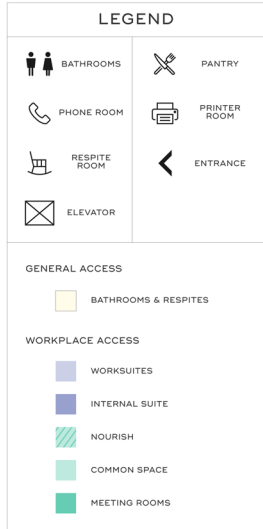 LEGEND
BATHROOMS
PHONE ROOM
RESPITE
ROOM
ELEVATOR
PANTRY
PRINTER
ROOM
ENTRANCE
GENERAL ACCESS
BATHROOMS & RESPITES
WORKPLACE ACCESS
WORKSUITES
INTERNAL SUITE
NOURISH
COMMON SPACE
MEETING ROOMS